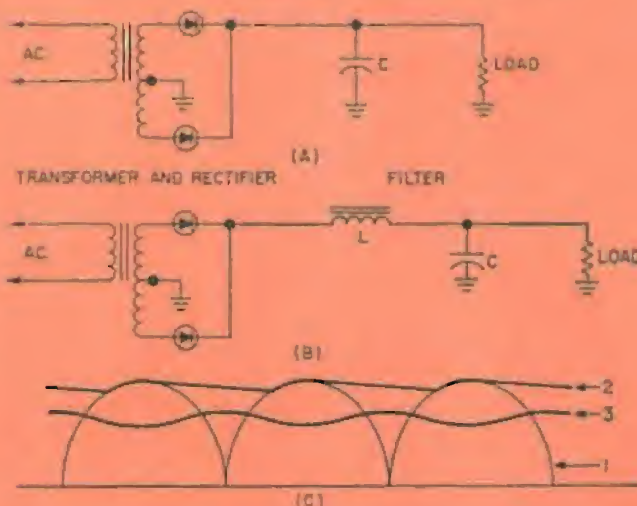 AC
C
LOAD
(A)
TRANSFORMER AND RECTIFIER FILTER
AC
L
C
LOAD
(B)
2
3
1
(C)